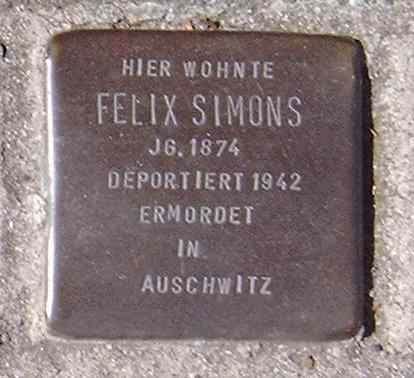 HIER WOHNTE
FELIX SIMONS
JG. 1874
DEPORTIERT 1942
ERMORDET
IN
AUSCHWITZ